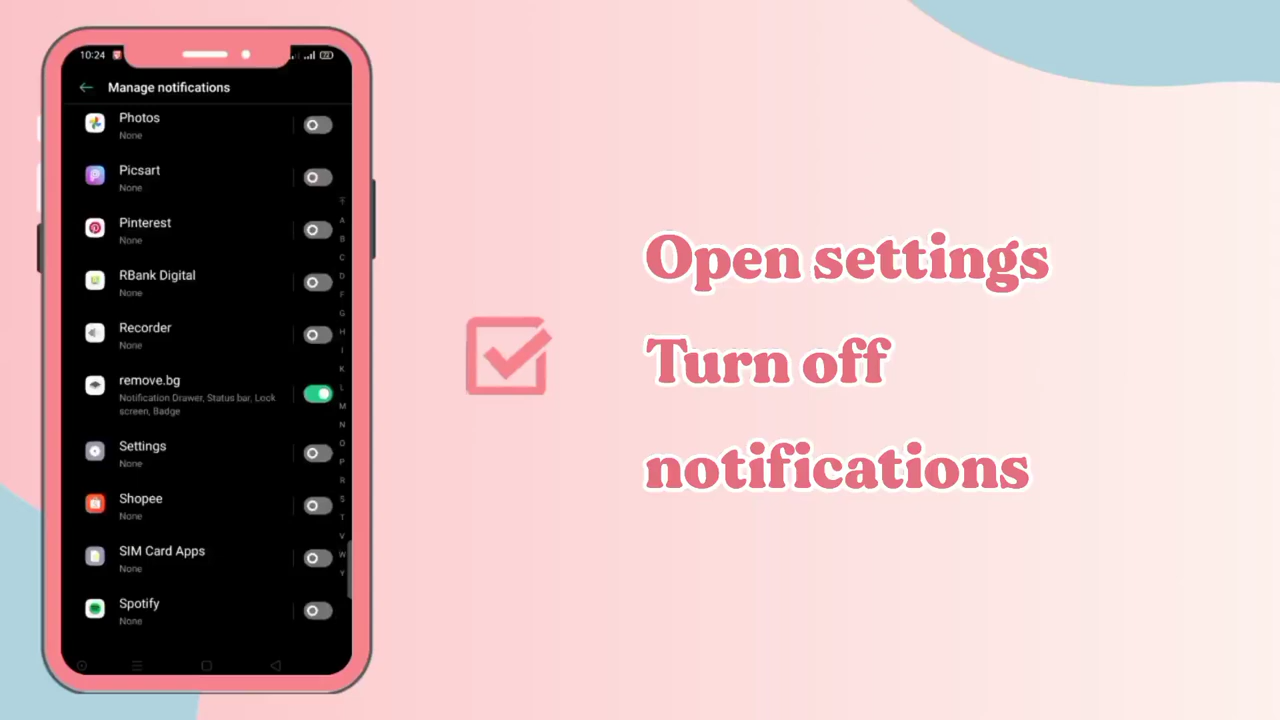 10:24
Manage notifications
Photos
None
Picsart
None
Pinterest
None
RBank Digital
None
Recorder
None
remove.bg
Notification Drawer, Status bar, Lock
screen, Badge
Settings
None
Shopee
None
SIM Card Apps
None
Spotify
None
A
B
C
D
F
G
H
I
K
L
M
N
O
P
R
S
T
V
W
Y
Open settings
Turn off
notifications